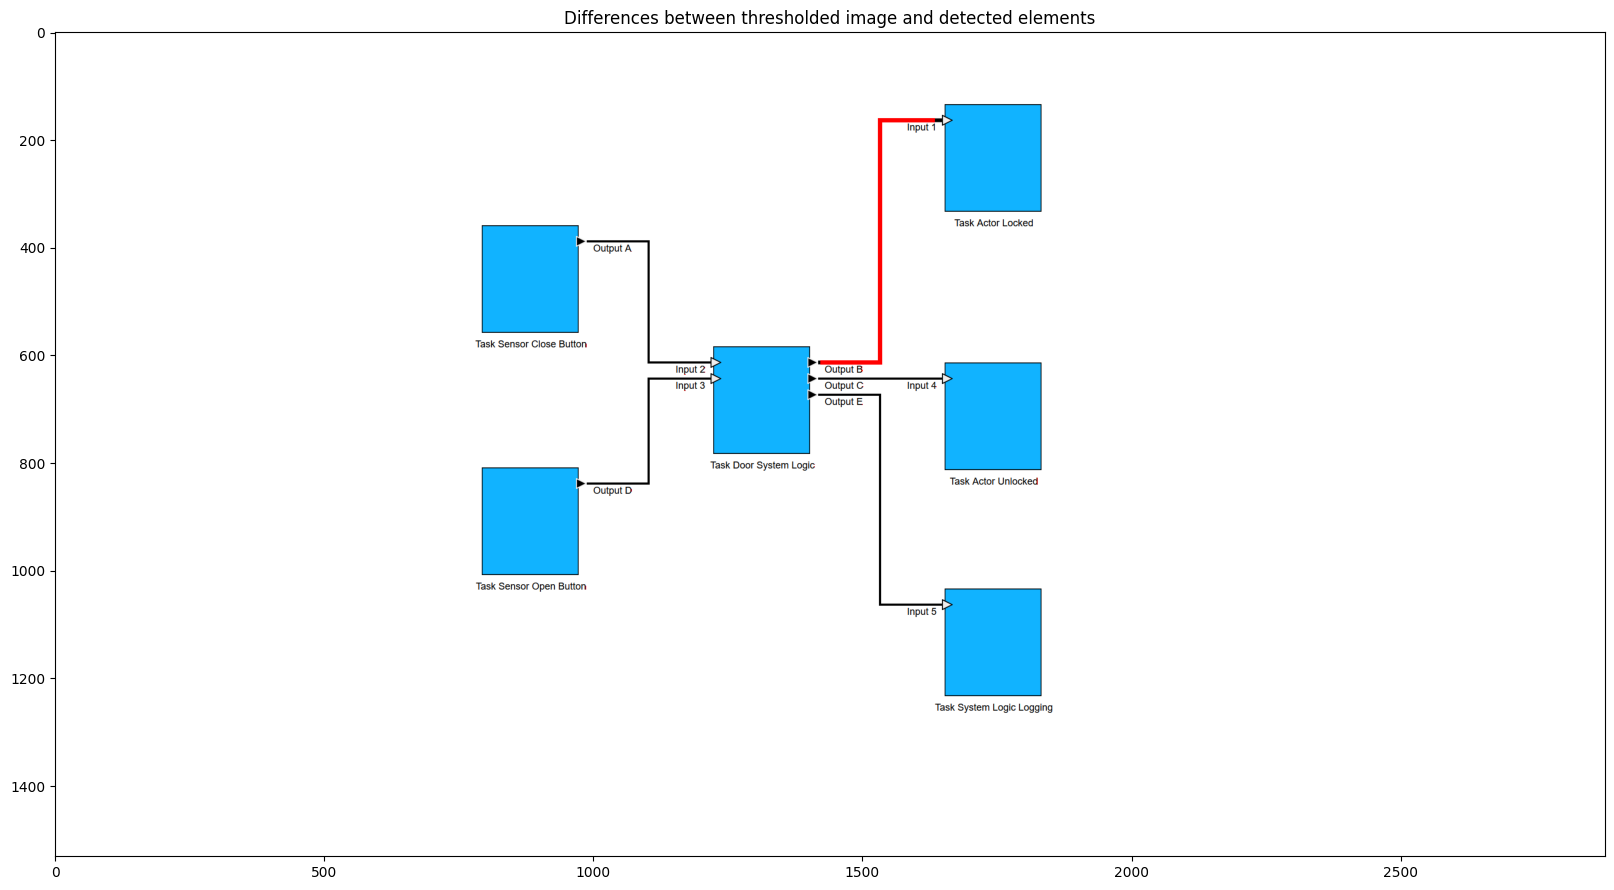 Differences between thresholded image and detected elements
0
200
400
600
800
1000
1200
1400
Input 1
Task Actor Locked
Output A
Task Sensor Close Button
Input 2
Input 3
Output B
Output C
Output E
Input 4
Task Door System Logic
Task Actor Unlocked
Output D
Task Sensor Open Button
Input 5
Task System Logic Logging
0
500
1000
1500
2000
2500